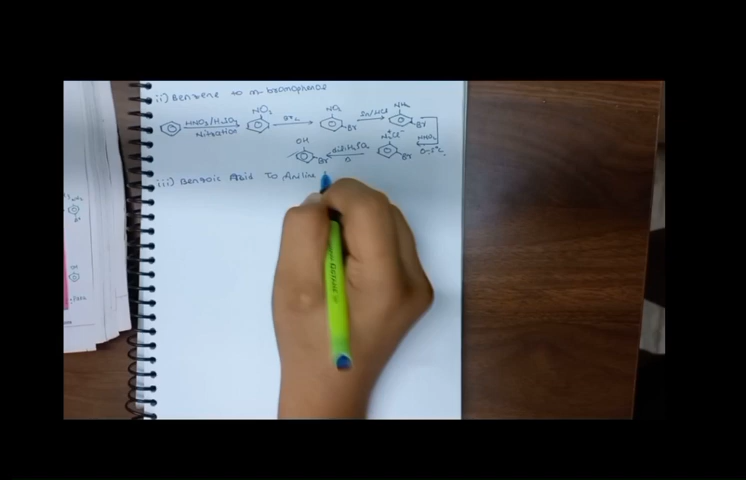 ii) Benzene to m-bromophenol
NO2 NO2 NH2
HNO3/H2SO4 Br2 Sn/HCl
Nitration Br Br HNO2
OH N2+Cl- 0-5°C
dil.H2SO4
Br Δ Br
iii) Benzoic Acid To Aniline